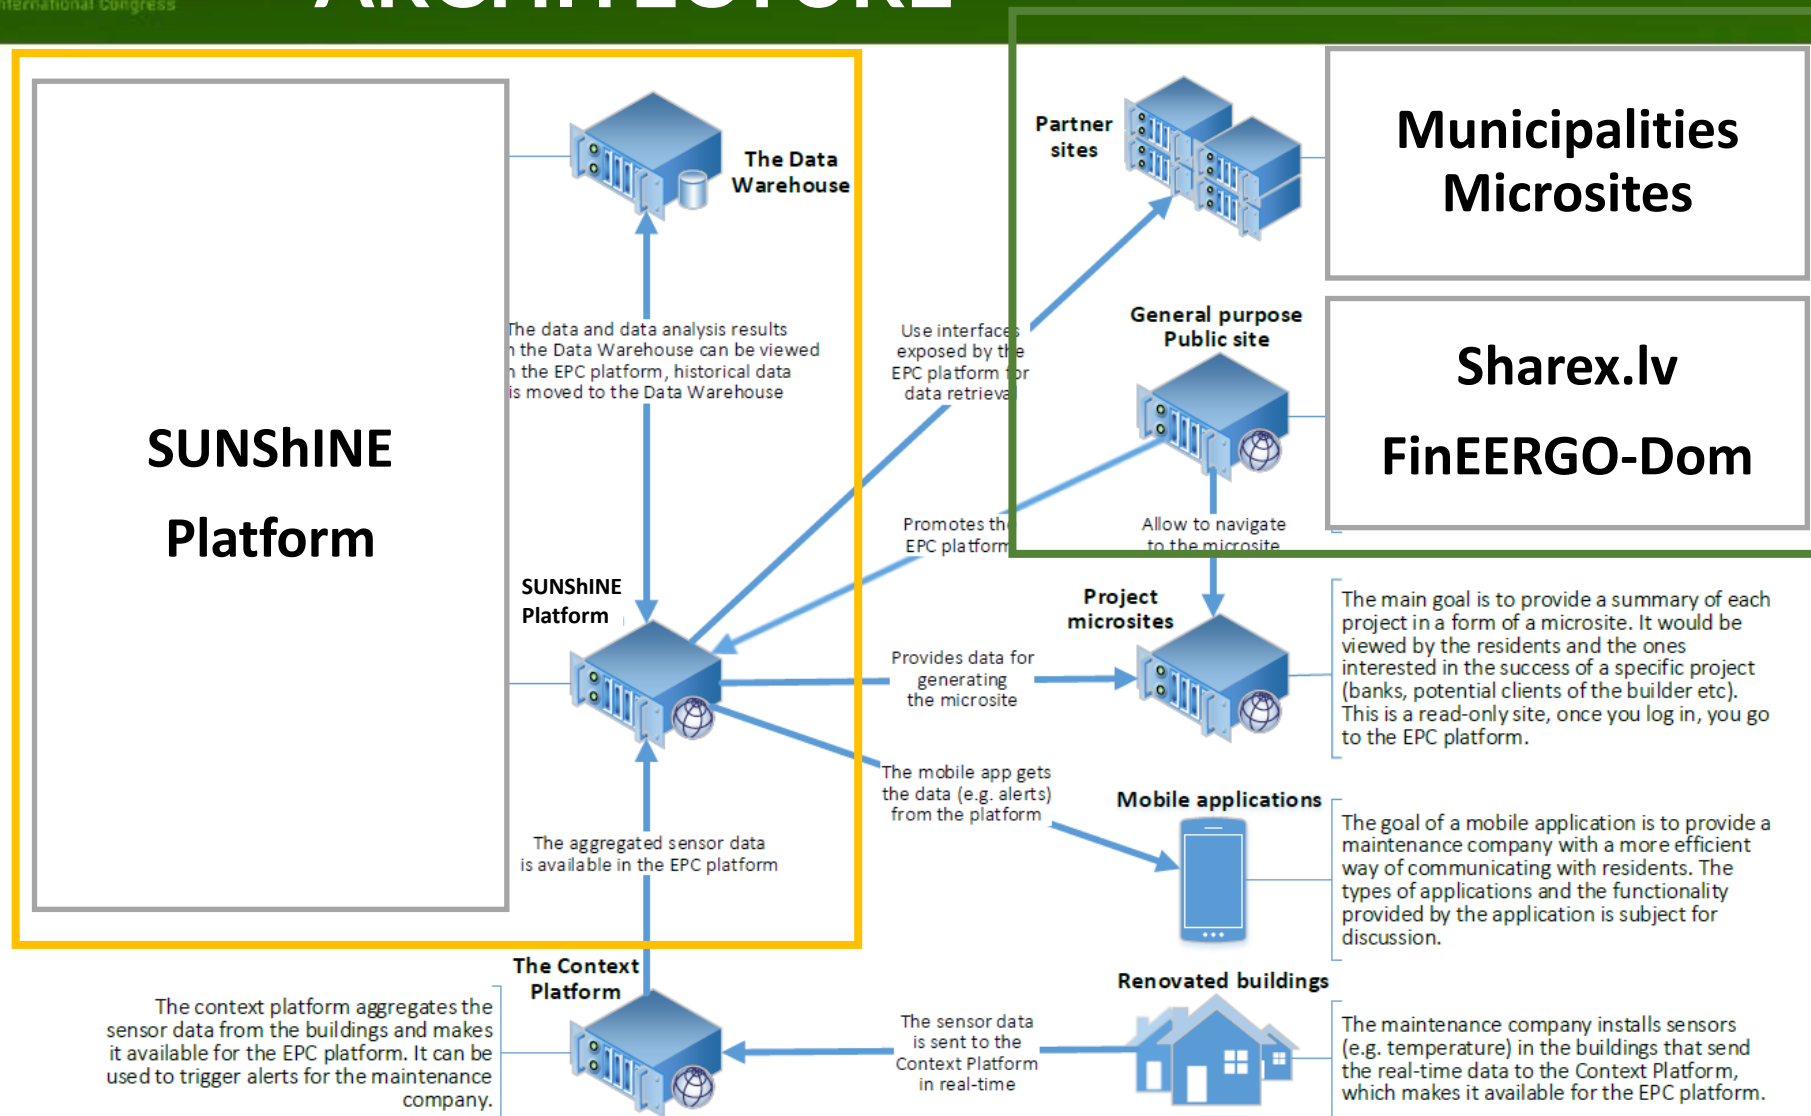 International Congress
ARCHITECTURE
SUNShINE
Platform
The Data
Warehouse
The data and data analysis results
n the Data Warehouse can be viewed
n the EPC platform, historical data
is moved to the Data Warehouse
SUNShINE
Platform
The aggregated sensor data
is available in the EPC platform
The Context
Platform
The context platform aggregates the
sensor data from the buildings and makes
it available for the EPC platform. It can be
used to trigger alerts for the maintenance
company.
Use interfaces
exposed by the
EPC platform for
data retrieval
Promotes the
EPC platform
Provides data for
generating
the microsite
The mobile app gets
the data (e.g. alerts)
from the platform
The sensor data
is sent to the
Context Platform
in real-time
Partner
sites
Municipalities
Microsites
General purpose
Public site
Sharex.lv
FinEERGO-Dom
Allow to navigate
to the microsite
Project
microsites
The main goal is to provide a summary of each
project in a form of a microsite. It would be
viewed by the residents and the ones
interested in the success of a specific project
(banks, potential clients of the builder etc).
This is a read-only site, once you log in, you go
to the EPC platform.
Mobile applications
The goal of a mobile application is to provide a
maintenance company with a more efficient
way of communicating with residents. The
types of applications and the functionality
provided by the application is subject for
discussion.
Renovated buildings
The maintenance company installs sensors
(e.g. temperature) in the buildings that send
the real-time data to the Context Platform,
which makes it available for the EPC platform.